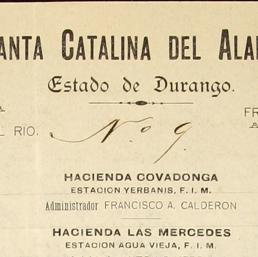 ANTA CATALINA DEL ALA
Estado de Durango.
A FR
L RIO. No 9. A
HACIENDA COVADONGA
ESTACION YERBANIS, F. I. M.
Administrador FRANCISCO A. CALDERON
HACIENDA LAS MERCEDES
ESTACION AGUA VIEJA, F. I. M.